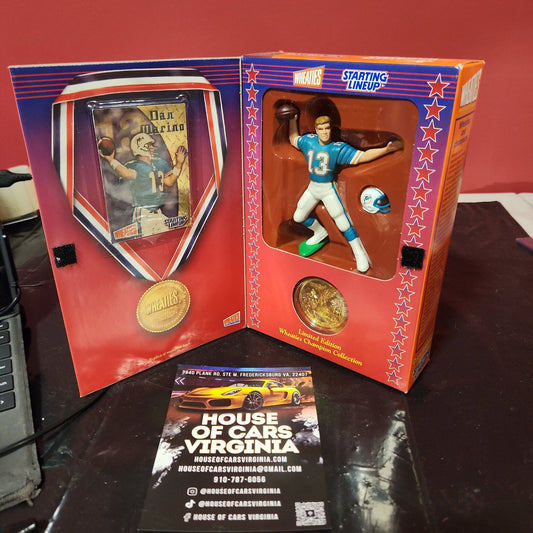 Dan
Marino
13
STARTING
LINEUP
WHEATIES
WHEATIES
STARTING
LINEUP
13
Limited Edition
Wheaties Champion Collection
WHEATIES
3940 PLANK RD, STE M, FREDERICKSBURG VA, 22407
HOUSE
OF CARS
VIRGINIA
HOUSEOFCARSVIRGINIA.COM
HOUSEOFCARSVIRGINIA@GMAIL.COM
910-787-6056
@HOUSEOFCARSVIRGINIA
@HOUSEOFCARSVIRGINIA
HOUSE OF CARS VIRGINIA